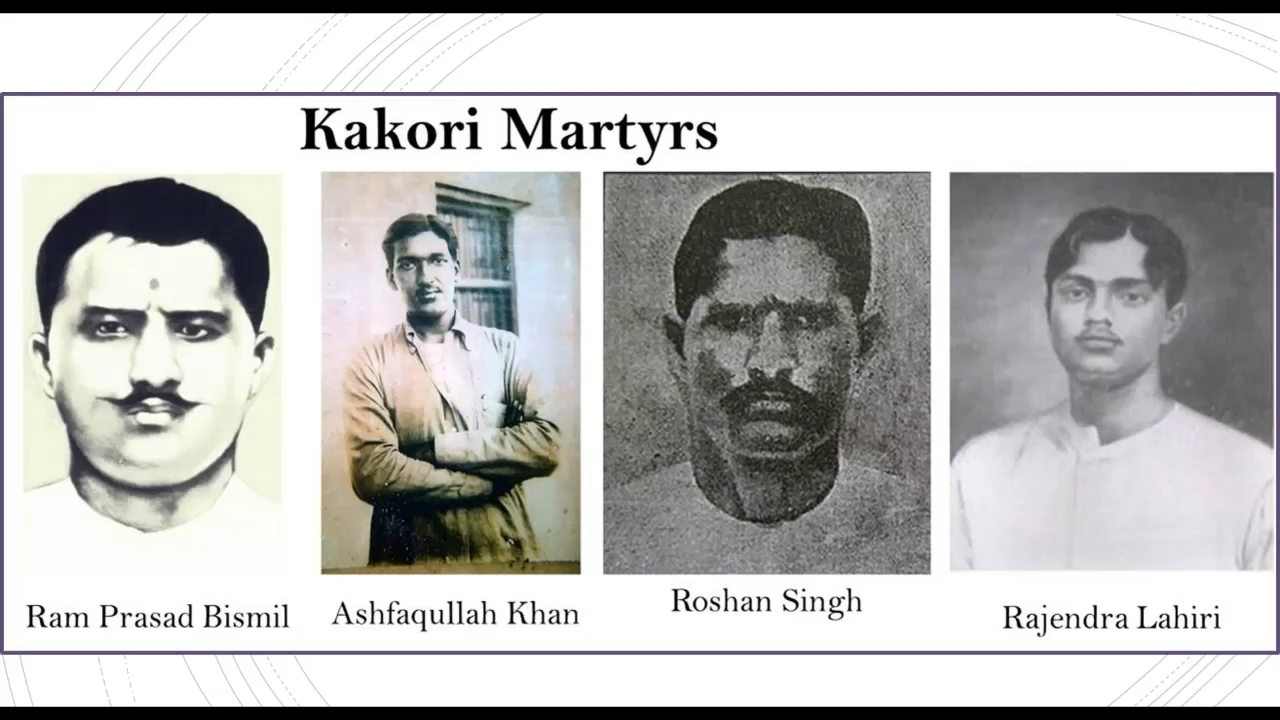 Kakori Martyrs
Ram Prasad Bismil
Ashfaqullah Khan
Roshan Singh
Rajendra Lahiri